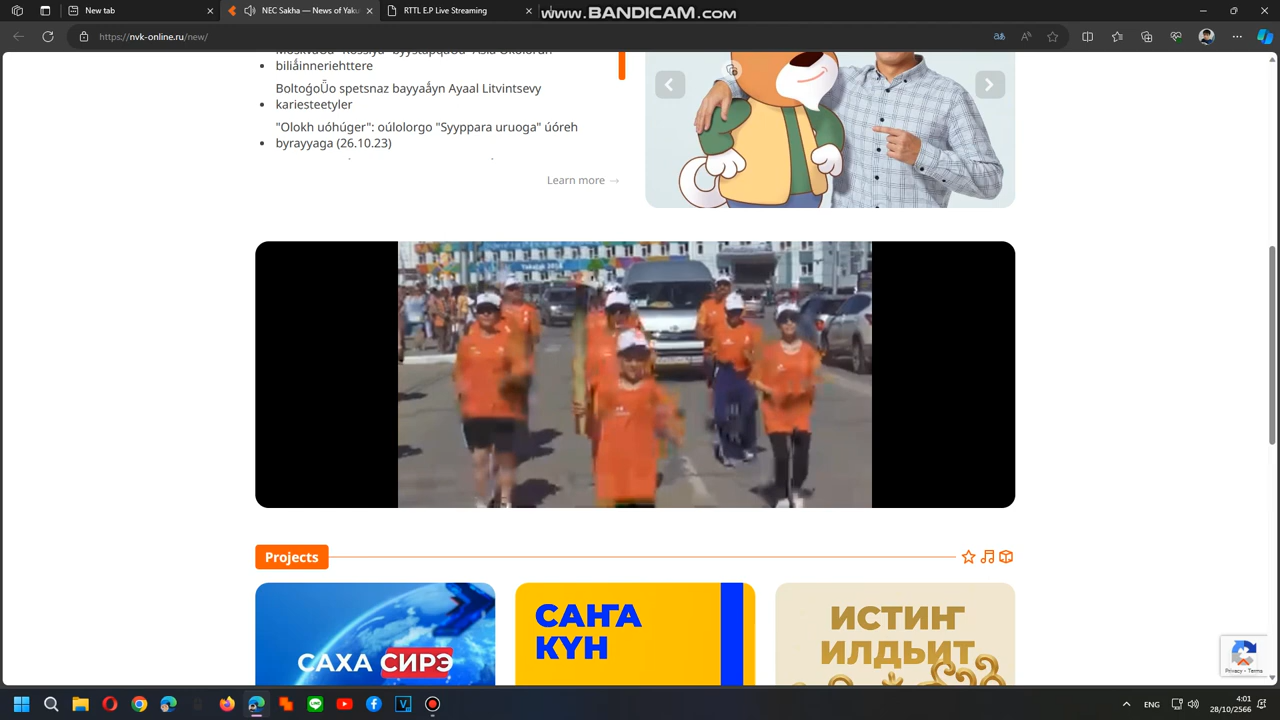 New tab
NEC Sakha — News of Yaku
RTTL E.P Live Streaming
www.BANDICAM.com
https://nvk-online.ru/new/
biliáinneriehttere
BoltoǵoÜo spetsnaz bayyaáyn Ayaal Litvintsevy
kariesteetyler
"Olokh uóhúger": oúlolorgo "Syyppara uruoga" úóreh
byrayyaga (26.10.23)
Learn more →
Projects
САХА СИРЭ
САҤА
КҮН
ИСТИҤ
ИЛДЬИТ
Privacy - Terms
ENG
4:01
28/10/2566